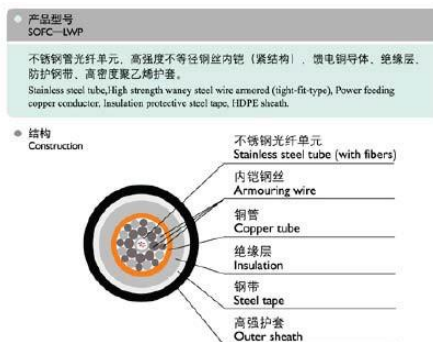 产品型号
SOFC—LWP
不锈钢管光纤单元、高强度不等径钢丝内铠（紧结构）、馈电铜导体、绝缘层、
防护钢带、高密度聚乙烯护套。
Stainless steel tube,High strength waney steel wire armored (tight-fit-type), Power feeding
copper conductor, Insulation protective steel tape, HDPE sheath.
结构
Construction
不锈钢光纤单元
Stainless steel tube (with fibers)
内铠钢丝
Armouring wire
铜管
Copper tube
绝缘层
Insulation
钢带
Steel tape
高强护套
Outer sheath